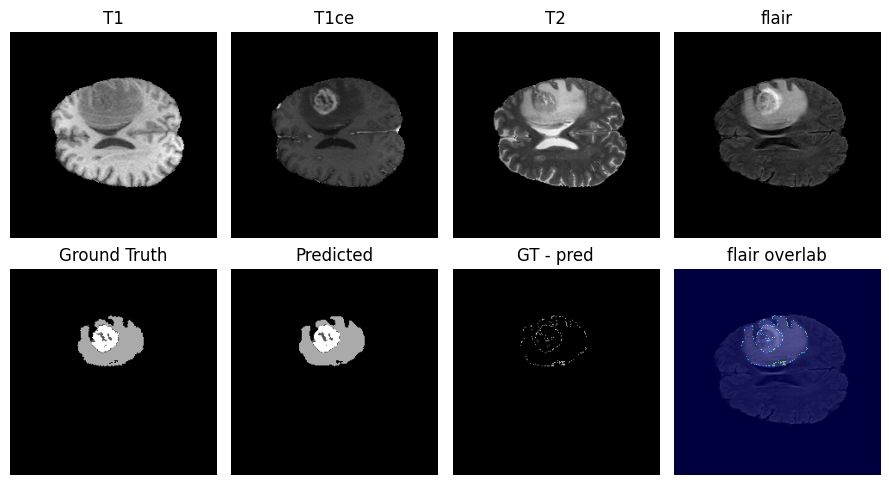 T1
T1ce
T2
flair
Ground Truth
Predicted
GT - pred
flair overlab